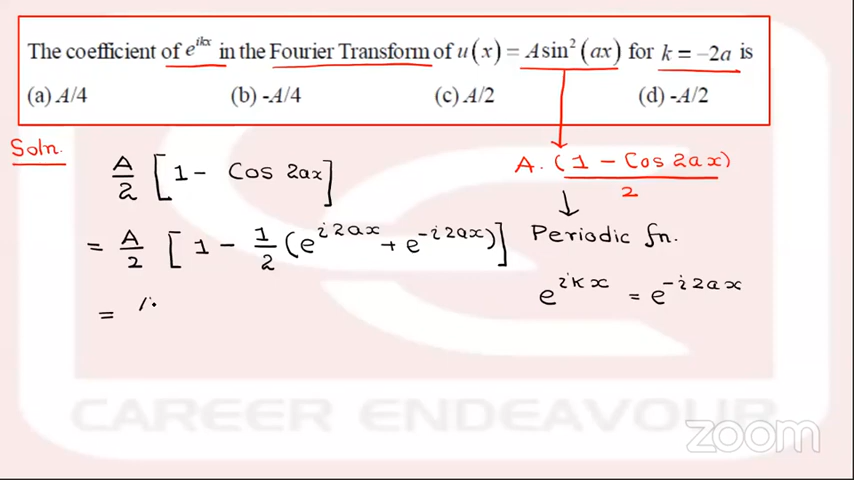 The coefficient of e^{ikx} in the Fourier Transform of u(x) = A sin²(ax) for k = –2a is
(a) A/4 (b) -A/4 (c) A/2 (d) -A/2
Soln.
A/2 [1 - Cos 2ax]
A. (1 - Cos 2ax)/2
= A/2 [1 - 1/2 (e^{i2ax} + e^{-i2ax})]
Periodic fn.
e^{ikx} = e^{-i2ax}
=
CAREER ENDEAVOUR
zoom